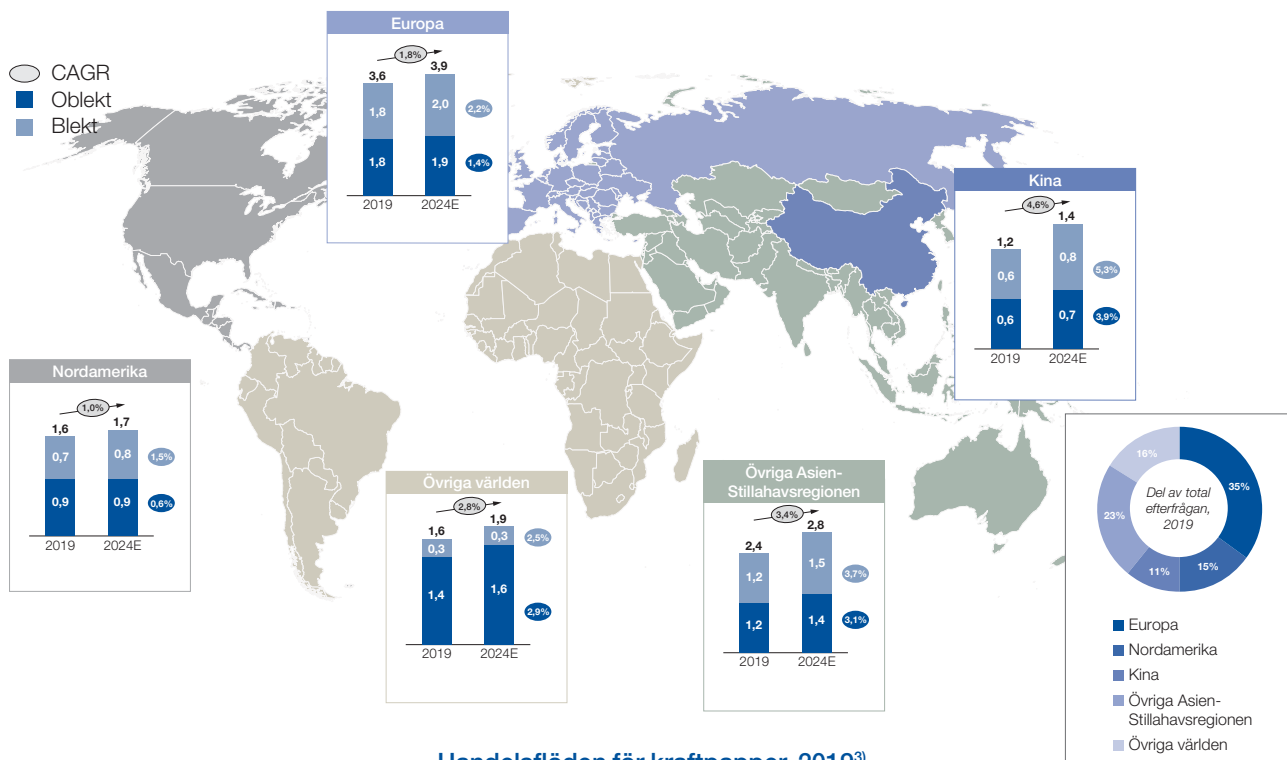 CAGR
Oblekt
Blekt
Europa
1,8%
3,6
3,9
1,8
2,0
2,2%
1,8
1,9
1,4%
2019
2024E
Kina
4,6%
1,2
1,4
0,6
0,8
5,3%
0,6
0,7
3,9%
2019
2024E
Nordamerika
1,0%
1,6
1,7
0,7
0,8
1,5%
0,9
0,9
0,6%
2019
2024E
Övriga världen
2,8%
1,6
1,9
0,3
0,3
2,5%
1,4
1,6
2,9%
2019
2024E
Övriga Asien-
Stillahavsregionen
3,4%
2,4
2,8
1,2
1,5
3,7%
1,2
1,4
3,1%
2019
2024E
16%
35%
23%
11%
15%
Del av total
efterfrågan,
2019
Europa
Nordamerika
Kina
Övriga Asien-
Stillahavsregionen
Övriga världen
Handelsflöden för kraftpapper, 2019³⁾